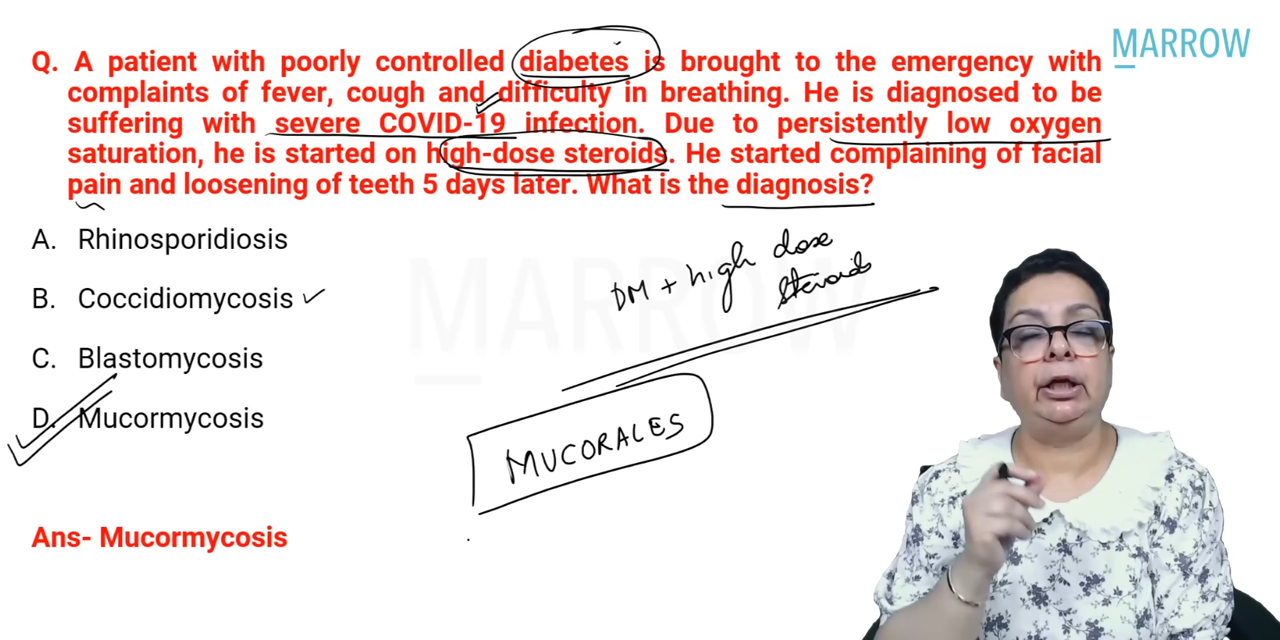 MARROW
Q. A patient with poorly controlled diabetes is brought to the emergency with
complaints of fever, cough and difficulty in breathing. He is diagnosed to be
suffering with severe COVID-19 infection. Due to persistently low oxygen
saturation, he is started on high-dose steroids. He started complaining of facial
pain and loosening of teeth 5 days later. What is the diagnosis?
A. Rhinosporidiosis
B. Coccidiomycosis
C. Blastomycosis
D. Mucormycosis
DM + high dose
steroids
MARROW
MUCORALES
Ans- Mucormycosis